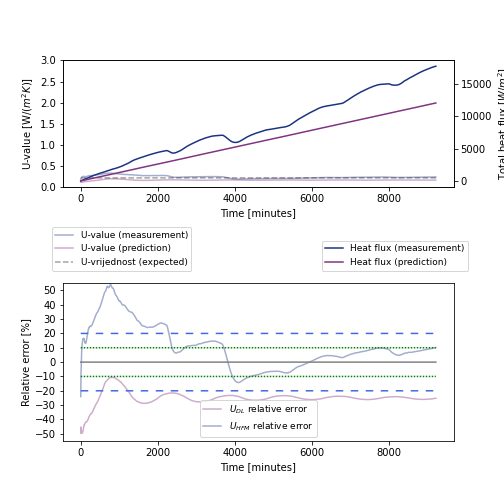 3.0
2.5
2.0
1.5
1.0
0.5
0.0
U-value [W/(m²K)]
15000
10000
5000
0
Total heat flux [W/m²]
0 2000 4000 6000 8000
Time [minutes]
U-value (measurement)
U-value (prediction)
U-vrijednost (expected)
Heat flux (measurement)
Heat flux (prediction)
50
40
30
20
10
0
−10
−20
−30
−40
−50
Relative error [%]
U_DL relative error
U_HFM relative error
0 2000 4000 6000 8000
Time [minutes]